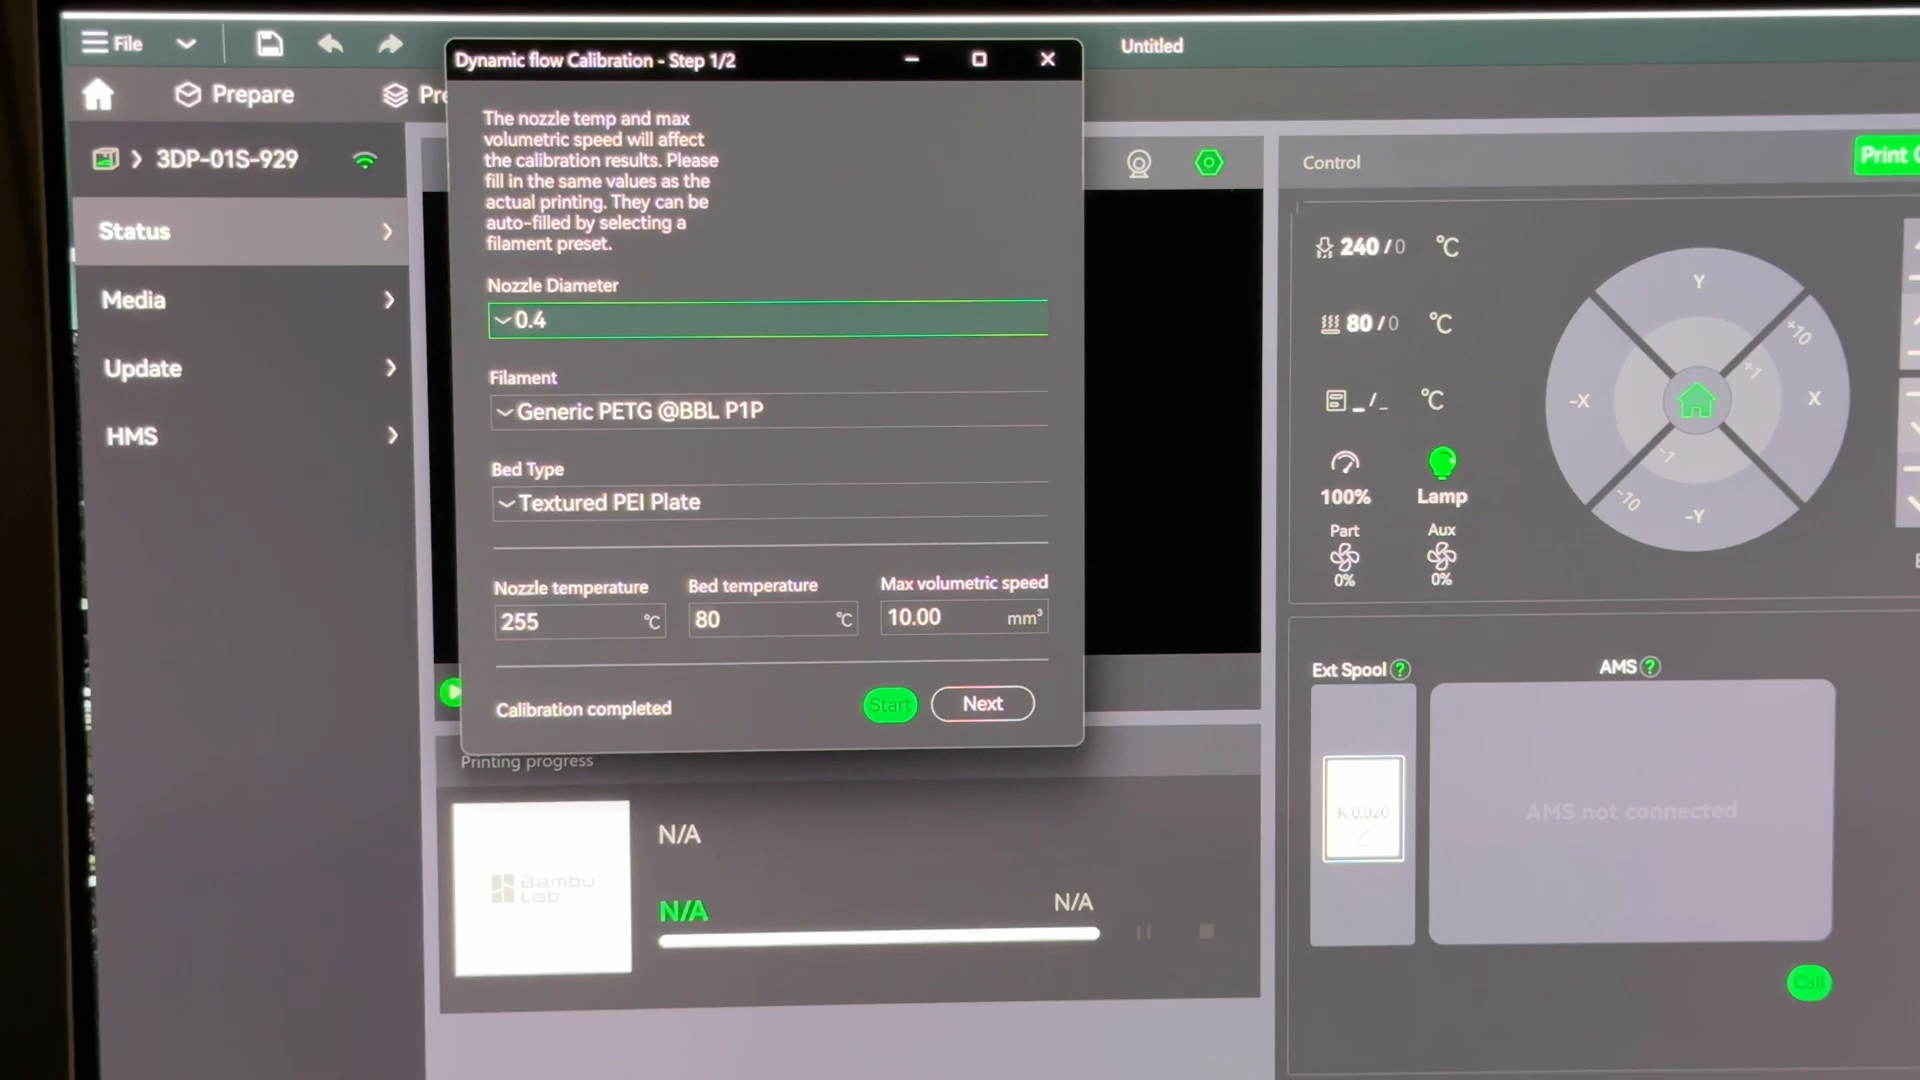 File
Untitled
Dynamic flow Calibration - Step 1/2
Prepare
Pre
3DP-01S-929
Status
Media
Update
HMS
The nozzle temp and max
volumetric speed will affect
the calibration results. Please
fill in the same values as the
actual printing. They can be
auto-filled by selecting a
filament preset.
Nozzle Diameter
0.4
Filament
Generic PETG @BBL P1P
Bed Type
Textured PEI Plate
Nozzle temperature
Bed temperature
Max volumetric speed
255 °C
80 °C
10.00 mm³
Calibration completed
Start
Next
Printing progress
Bambu
Lab
N/A
N/A
N/A
Control
Print
240 / 0 °C
80 / 0 °C
_ / _ °C
100%
Lamp
Part
0%
Aux
0%
Y
+10
+1
-X
X
-1
-10
-Y
Ext Spool ?
AMS ?
K 0.020
AMS not connected
Cali